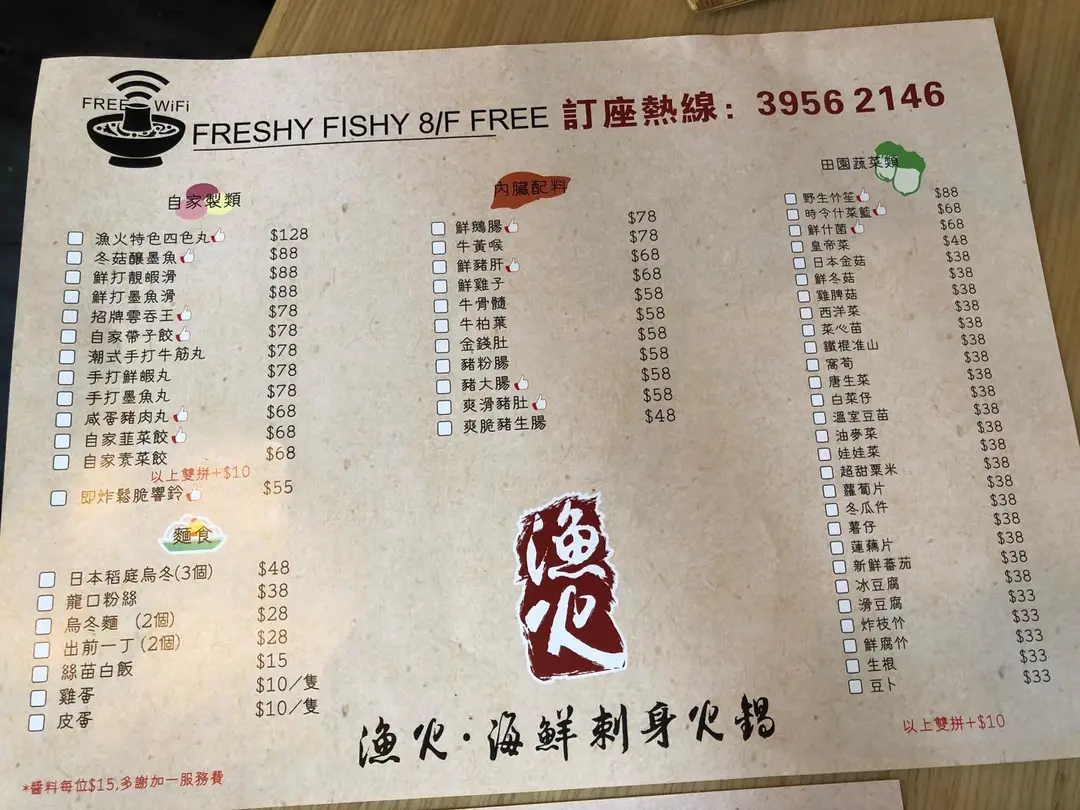 FREE WiFi
FRESHY FISHY 8/F FREE 訂座熱線：3956 2146
自家製類
漁火特色四色丸 $128
冬菇釀墨魚 $88
鮮打靚蝦滑 $88
鮮打墨魚滑 $88
招牌雲吞王 $78
自家帶子餃 $78
潮式手打牛筋丸 $78
手打鮮蝦丸 $78
手打墨魚丸 $78
咸蛋豬肉丸 $68
自家韮菜餃 $68
自家素菜餃 $68
以上雙拼+$10
即炸鬆脆響鈴 $55
麵食
日本稻庭烏冬(3個) $48
龍口粉絲 $38
烏冬麵 (2個) $28
出前一丁(2個) $28
絲苗白飯 $15
雞蛋 $10/隻
皮蛋 $10/隻
*醬料每位$15,多謝加一服務費
內臟配料
鮮鵝腸 $78
牛黃喉 $78
鮮豬肝 $68
鮮雞子 $68
牛骨髓 $58
牛柏葉 $58
金錢肚 $58
豬粉腸 $58
豬大腸 $58
爽滑豬肚 $58
爽脆豬生腸 $48
漁火
漁火·海鮮刺身火鍋
田園蔬菜類
野生竹笙 $88
時令什菜籃 $68
鮮什菌 $68
皇帝菜 $48
日本金菇 $38
鮮冬菇 $38
雞脾菇 $38
西洋菜 $38
菜心苗 $38
鐵棍准山 $38
窩筍 $38
唐生菜 $38
白菜仔 $38
溫室豆苗 $38
油麥菜 $38
娃娃菜 $38
超甜粟米 $38
蘿蔔片 $38
冬瓜件 $38
薯仔 $38
蓮藕片 $38
新鮮蕃茄 $38
冰豆腐 $38
滑豆腐 $33
炸枝竹 $33
鮮腐竹 $33
生根 $33
豆卜 $33
以上雙拼+$10